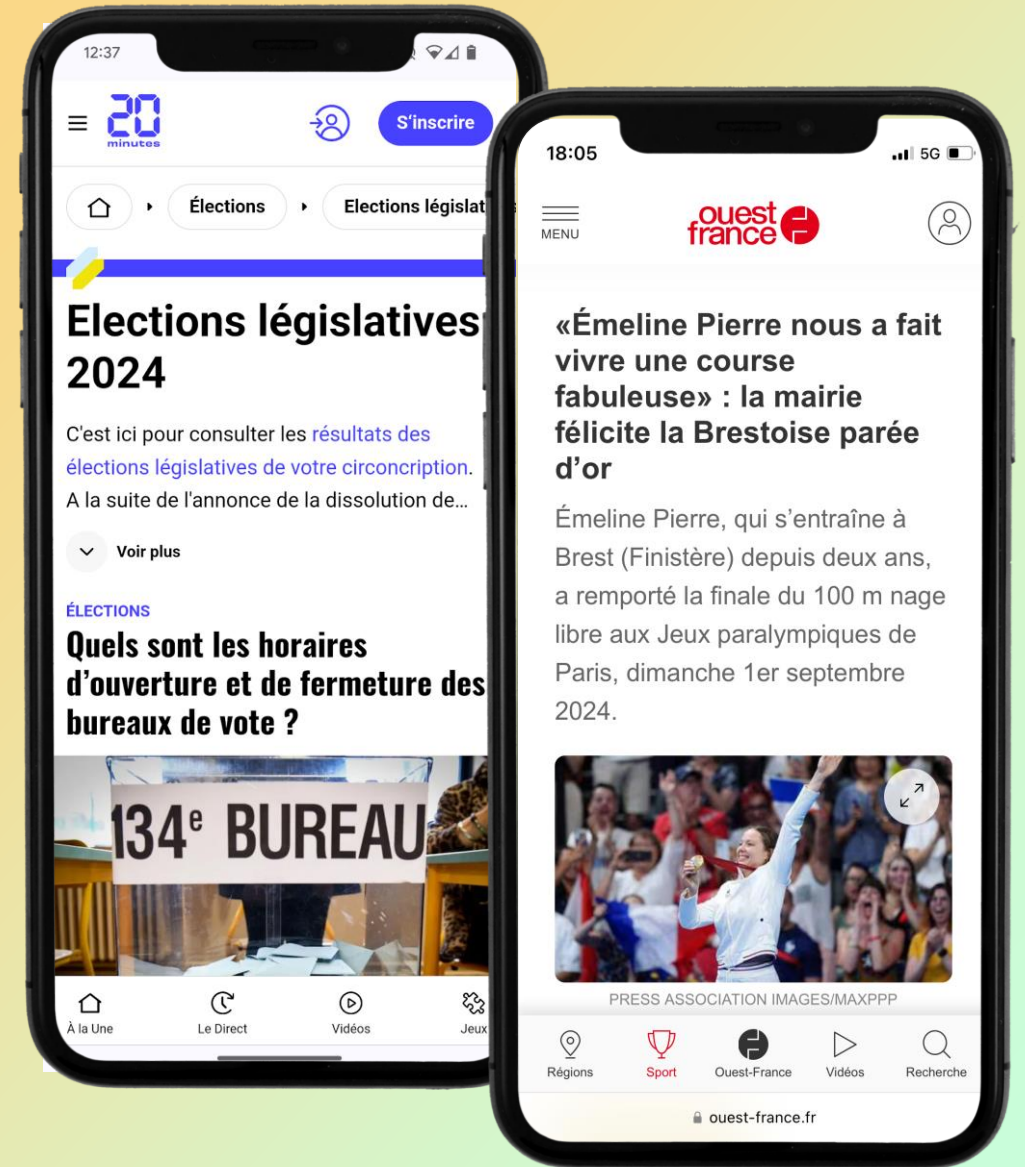 12:37
20
minutes
S'inscrire
Élections
Elections législat
Elections législatives
2024
C'est ici pour consulter les résultats des
élections législatives de votre circoncription.
A la suite de l'annonce de la dissolution de...
Voir plus
ÉLECTIONS
Quels sont les horaires
d'ouverture et de fermeture des
bureaux de vote ?
134e BUREAU
À la Une
Le Direct
Vidéos
Jeux
18:05
5G
MENU
ouest
france
«Émeline Pierre nous a fait
vivre une course
fabuleuse» : la mairie
félicite la Brestoise parée
d'or
Émeline Pierre, qui s'entraîne à
Brest (Finistère) depuis deux ans,
a remporté la finale du 100 m nage
libre aux Jeux paralympiques de
Paris, dimanche 1er septembre
2024.
PRESS ASSOCIATION IMAGES/MAXPPP
Régions
Sport
Ouest-France
Vidéos
Recherche
ouest-france.fr